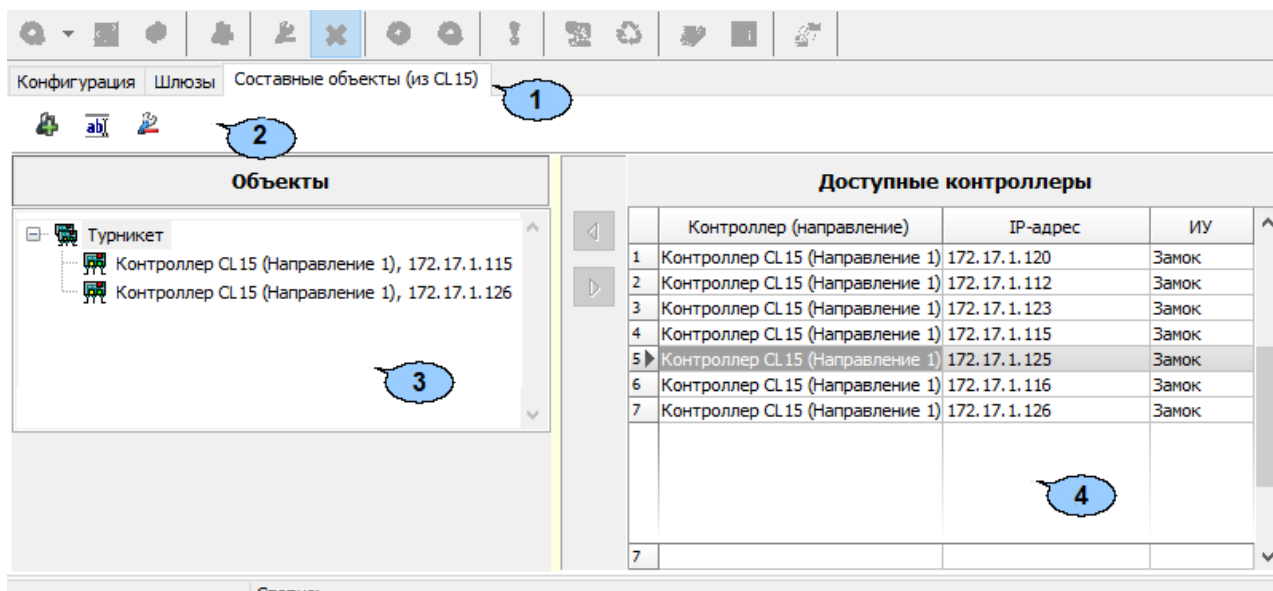 Конфигурация Шлюзы Составные объекты (из CL15)
1
2
Объекты
Доступные контроллеры
Турникет
Контроллер CL15 (Направление 1), 172.17.1.115
Контроллер CL15 (Направление 1), 172.17.1.126
3
Контроллер (направление) IP-адрес ИУ
1 Контроллер CL15 (Направление 1) 172.17.1.120 Замок
2 Контроллер CL15 (Направление 1) 172.17.1.112 Замок
3 Контроллер CL15 (Направление 1) 172.17.1.123 Замок
4 Контроллер CL15 (Направление 1) 172.17.1.115 Замок
5 Контроллер CL15 (Направление 1) 172.17.1.125 Замок
6 Контроллер CL15 (Направление 1) 172.17.1.116 Замок
7 Контроллер CL15 (Направление 1) 172.17.1.126 Замок
4
7